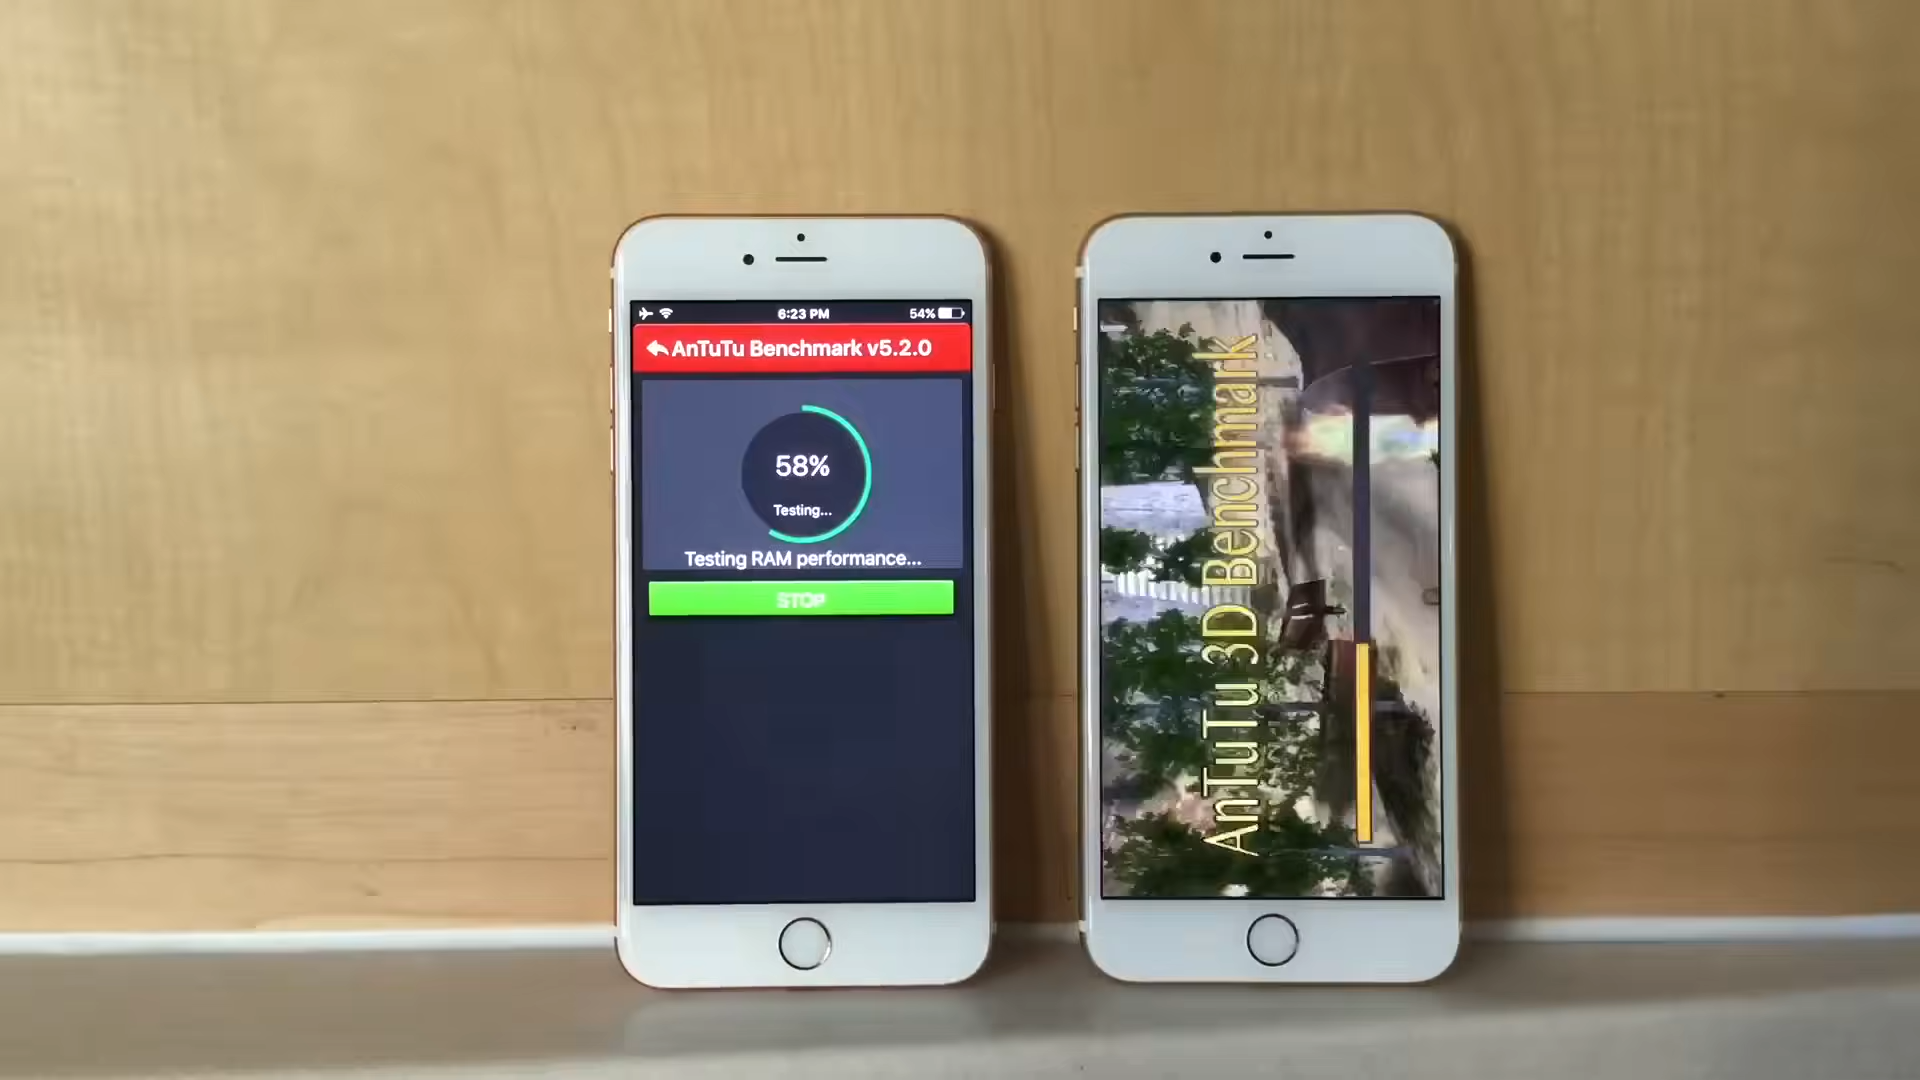 6:23 PM
54%
AnTuTu Benchmark v5.2.0
58%
Testing...
Testing RAM performance...
STOP
AnTuTu 3D Benchmark